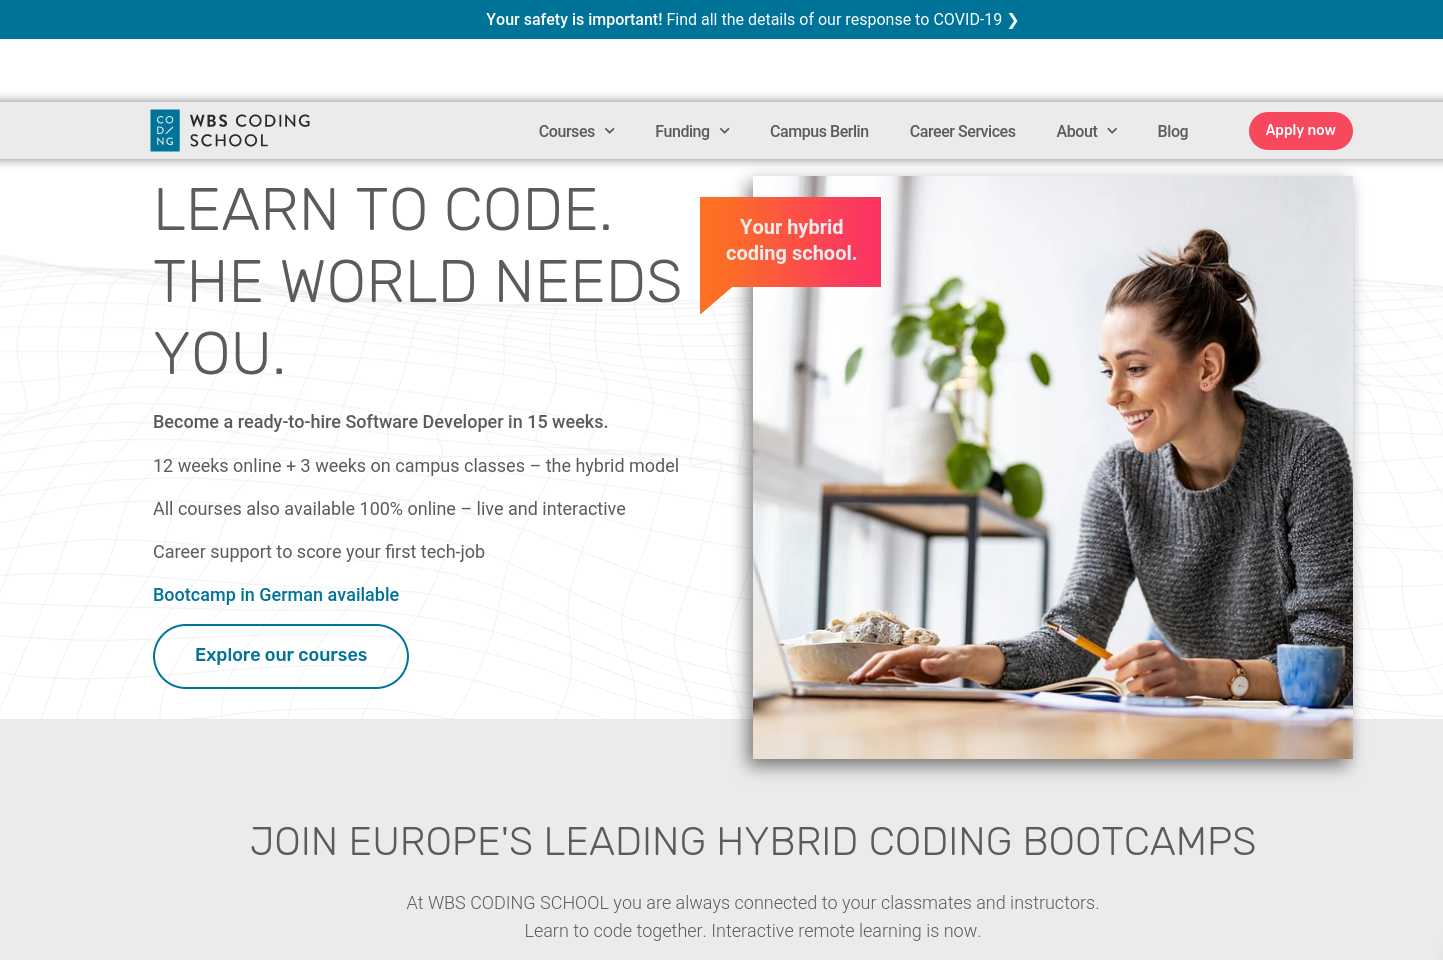 Your safety is important! Find all the details of our response to COVID-19 ❯
CO
D/
NG
WBS CODING
SCHOOL
Courses
Funding
Campus Berlin
Career Services
About
Blog
Apply now
LEARN TO CODE.
THE WORLD NEEDS
YOU.
Your hybrid
coding school.
Become a ready-to-hire Software Developer in 15 weeks.
12 weeks online + 3 weeks on campus classes – the hybrid model
All courses also available 100% online – live and interactive
Career support to score your first tech-job
Bootcamp in German available
Explore our courses
JOIN EUROPE'S LEADING HYBRID CODING BOOTCAMPS
At WBS CODING SCHOOL you are always connected to your classmates and instructors.
Learn to code together. Interactive remote learning is now.